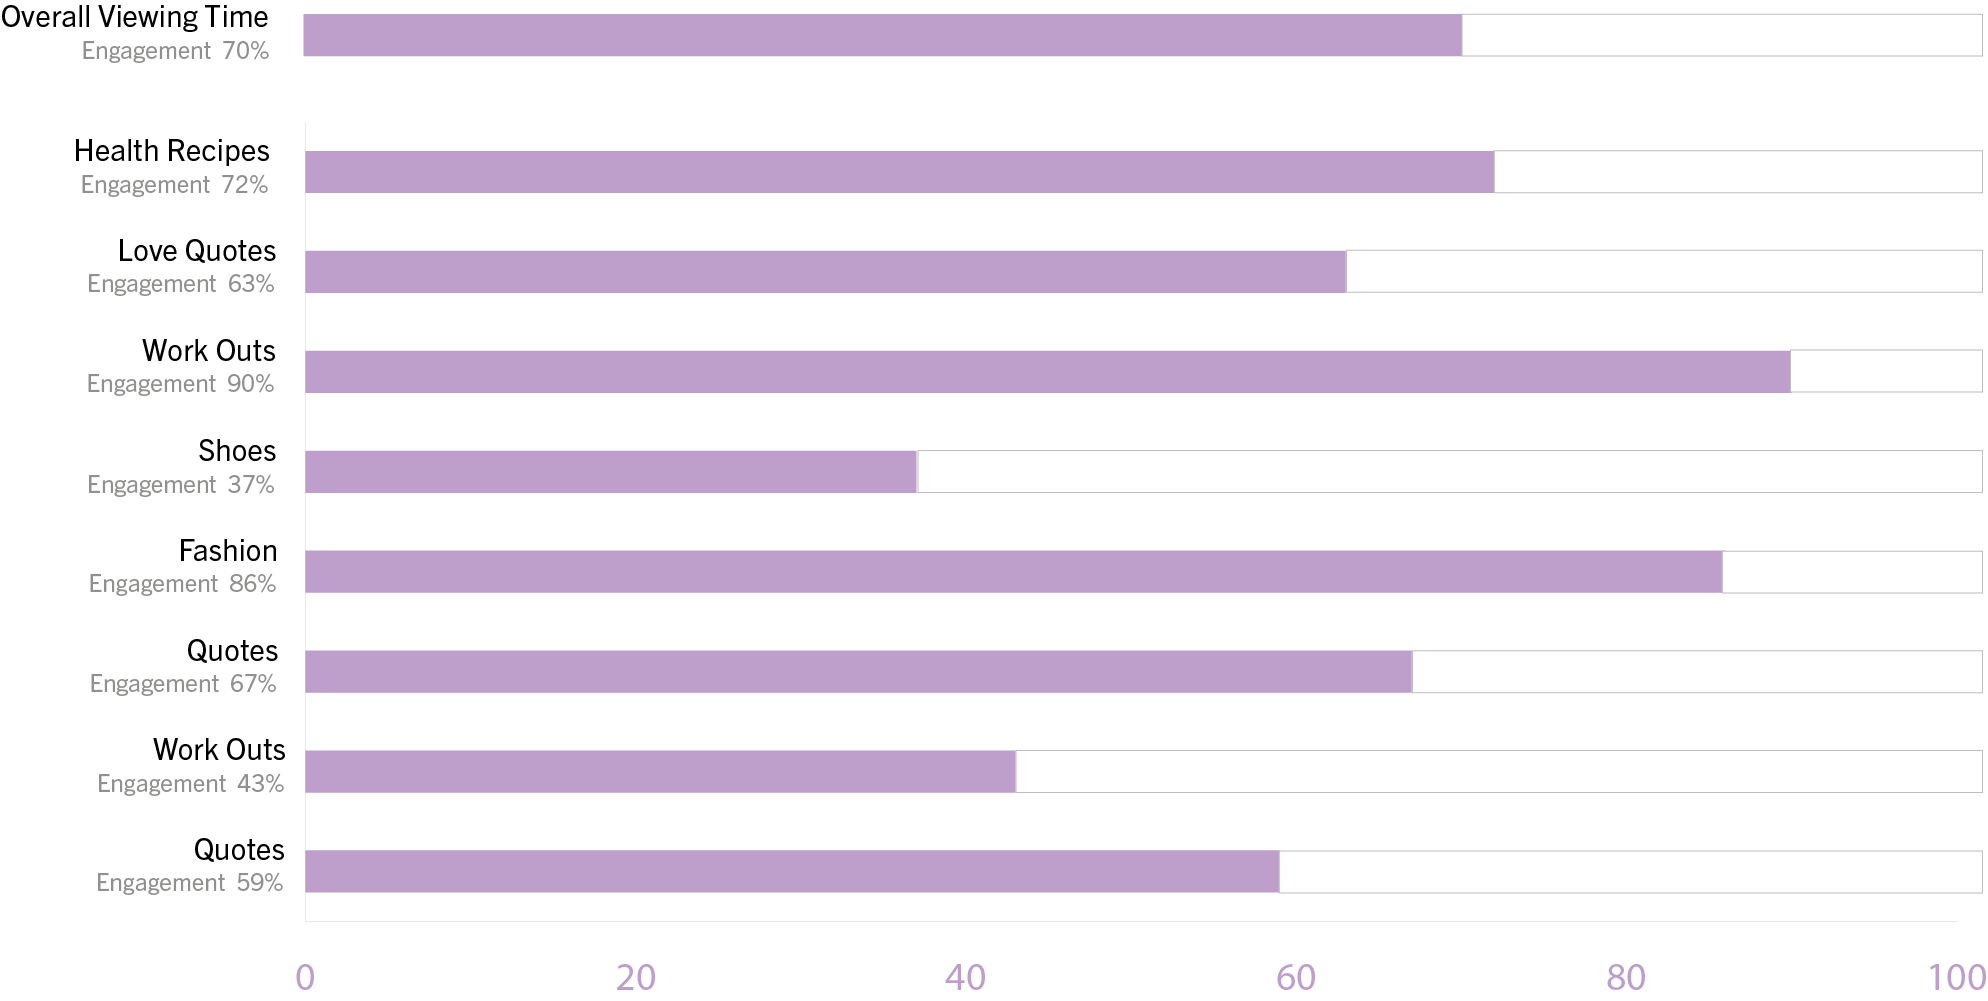 Overall Viewing Time
Engagement 70%
Health Recipes
Engagement 72%
Love Quotes
Engagement 63%
Work Outs
Engagement 90%
Shoes
Engagement 37%
Fashion
Engagement 86%
Quotes
Engagement 67%
Work Outs
Engagement 43%
Quotes
Engagement 59%
0 20 40 60 80 100